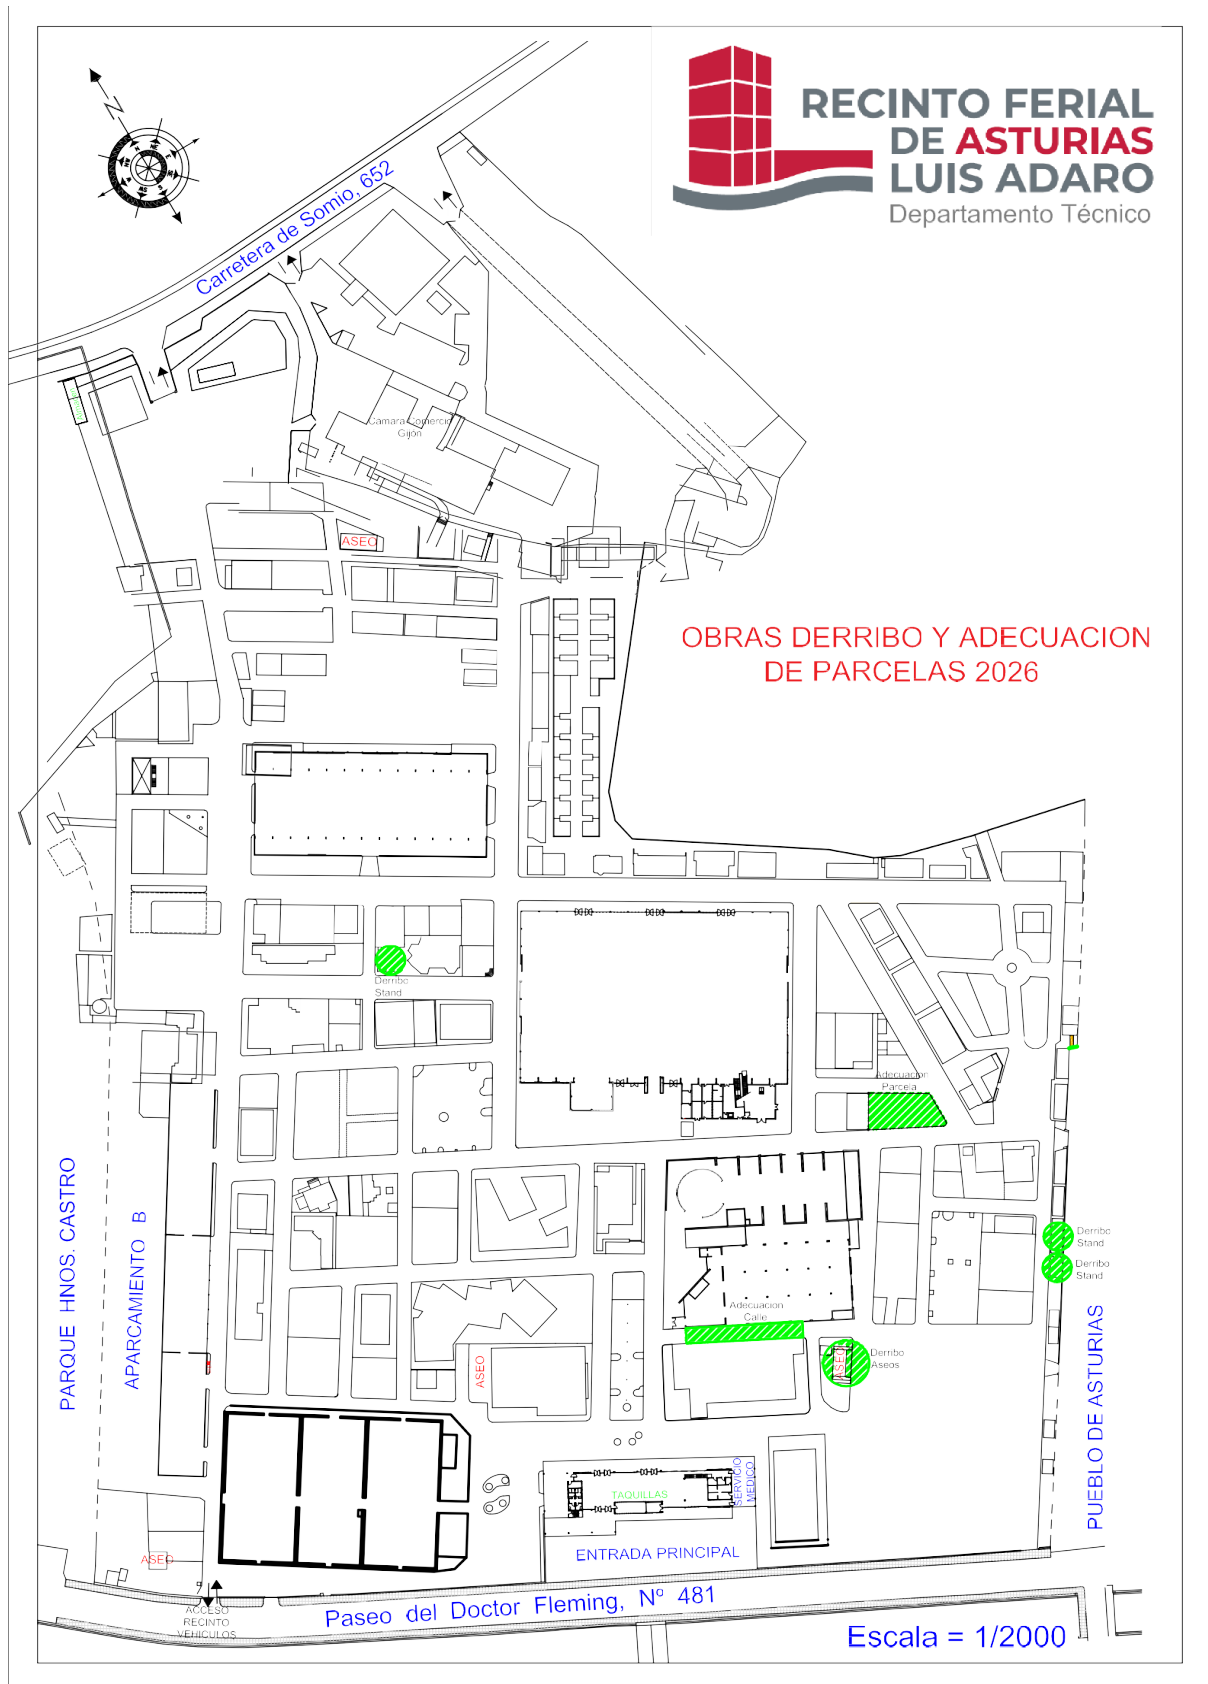 RECINTO FERIAL
DE ASTURIAS
LUIS ADARO
Departamento Técnico
N
Carretera de Somio, 652
Camara Comercio
Gijón
ASEO
OBRAS DERRIBO Y ADECUACION
DE PARCELAS 2026
Derribo
Stand
Adecuacion
Parcela
Derribo
Stand
Derribo
Stand
Adecuacion
Calle
Derribo
Aseos
ASEO
ASEO
PARQUE HNOS. CASTRO
APARCAMIENTO B
PUEBLO DE ASTURIAS
TAQUILLAS
SERVICIO
MEDICO
ENTRADA PRINCIPAL
ASEO
ACCESO
RECINTO
VEHICULOS
Paseo del Doctor Fleming, Nº 481
Escala = 1/2000